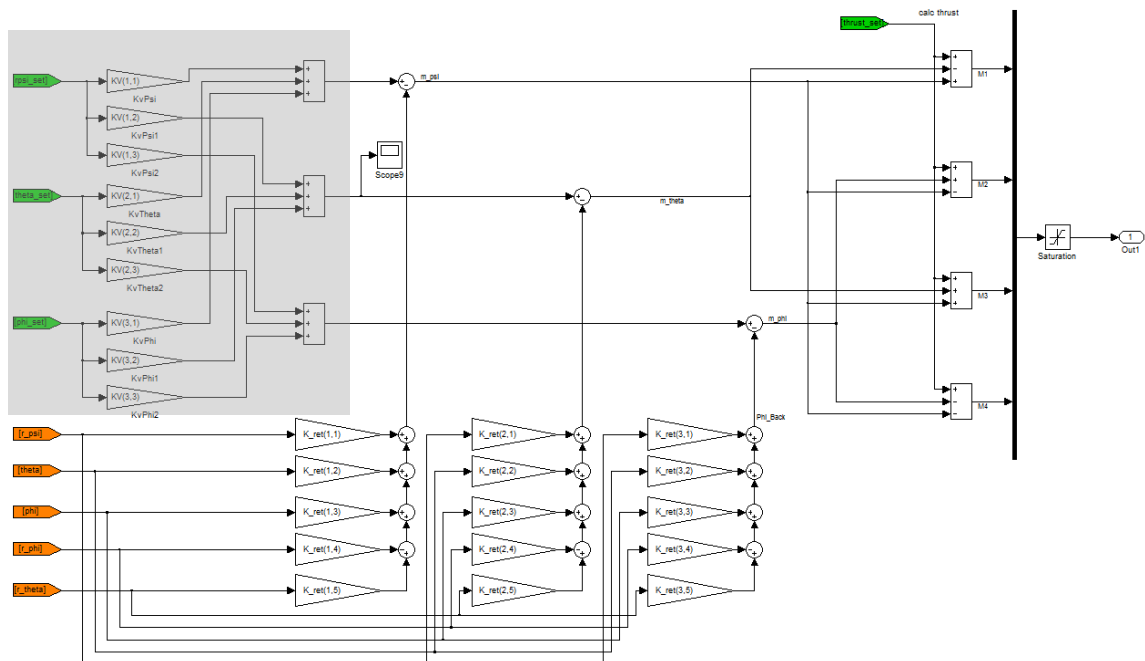 calc thrust
[thrust_set]
+
-
+
M1
rpsi_set]
KV(1,1)
KvPsi
+
+
+
-
m_psi
KV(1,2)
KvPsi1
KV(1,3)
KvPsi2
Scope9
+
+
-
M2
theta_set]
KV(2,1)
KvTheta
+
+
+
-
m_theta
KV(2,2)
KvTheta1
KV(2,3)
KvTheta2
1
Saturation
Out1
+
+
+
M3
[phi_set]
KV(3,1)
KvPhi
+
+
+
-
m_phi
KV(3,2)
KvPhi1
KV(3,3)
KvPhi2
+
-
-
M4
Phi_Back
[r_psi]
K_ret(1,1)
+
+
K_ret(2,1)
+
+
K_ret(3,1)
+
+
[theta]
K_ret(1,2)
+
+
K_ret(2,2)
+
+
K_ret(3,2)
+
+
[phi]
K_ret(1,3)
+
+
K_ret(2,3)
+
+
K_ret(3,3)
+
+
[r_phi]
K_ret(1,4)
+
K_ret(2,4)
+
+
K_ret(3,4)
+
+
[r_theta]
K_ret(1,5)
K_ret(2,5)
K_ret(3,5)